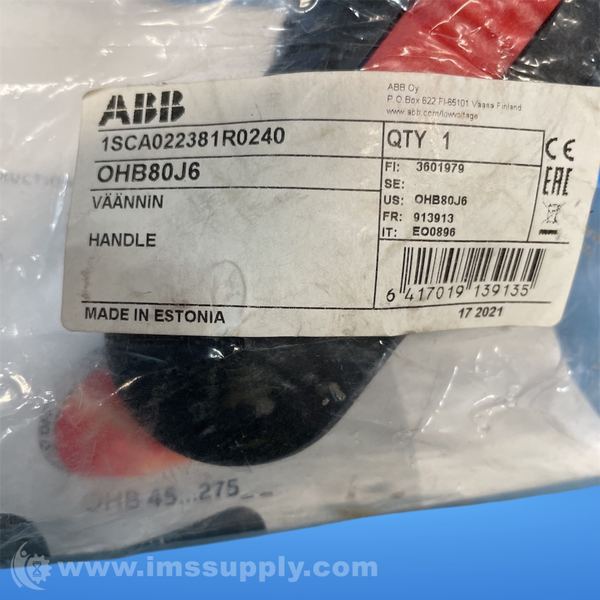 ABB
ABB Oy
P.O.Box 622 FI-65101 Vaasa Finland
www.abb.com/lowvoltage
1SCA022381R0240
QTY 1
OHB80J6
VÄÄNNIN
HANDLE
FI: 3601979
SE:
US: OHB80J6
FR: 913913
IT: EO0896
CE
EAC
6 417019 139135
MADE IN ESTONIA
17 2021
OHB 45...275_ _
www.imssupply.com